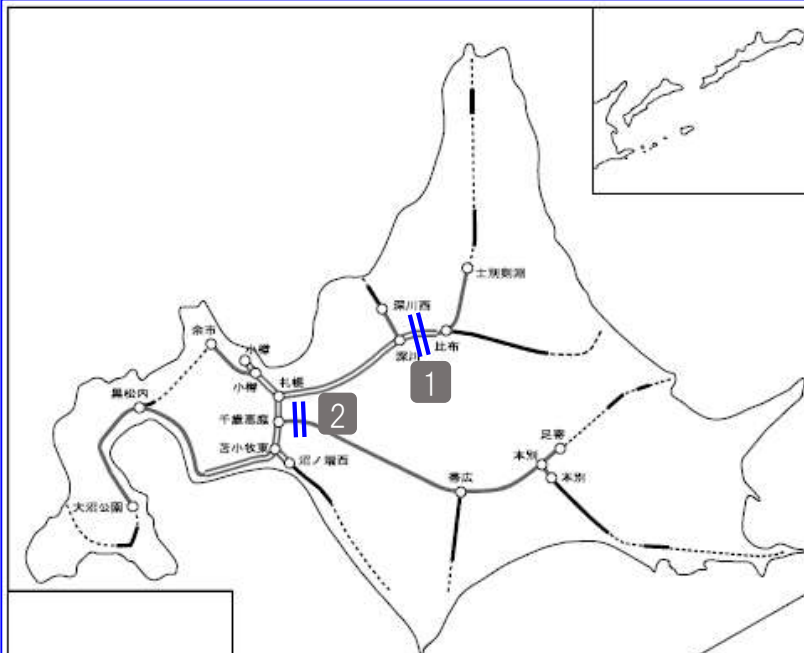 士別剣淵
深川西
深川
比布
余市
小樽
小樽
札幌
1
黒松内
千歳恵庭
2
苫小牧東
沼ノ端西
足寄
本別
本別
帯広
大沼公園